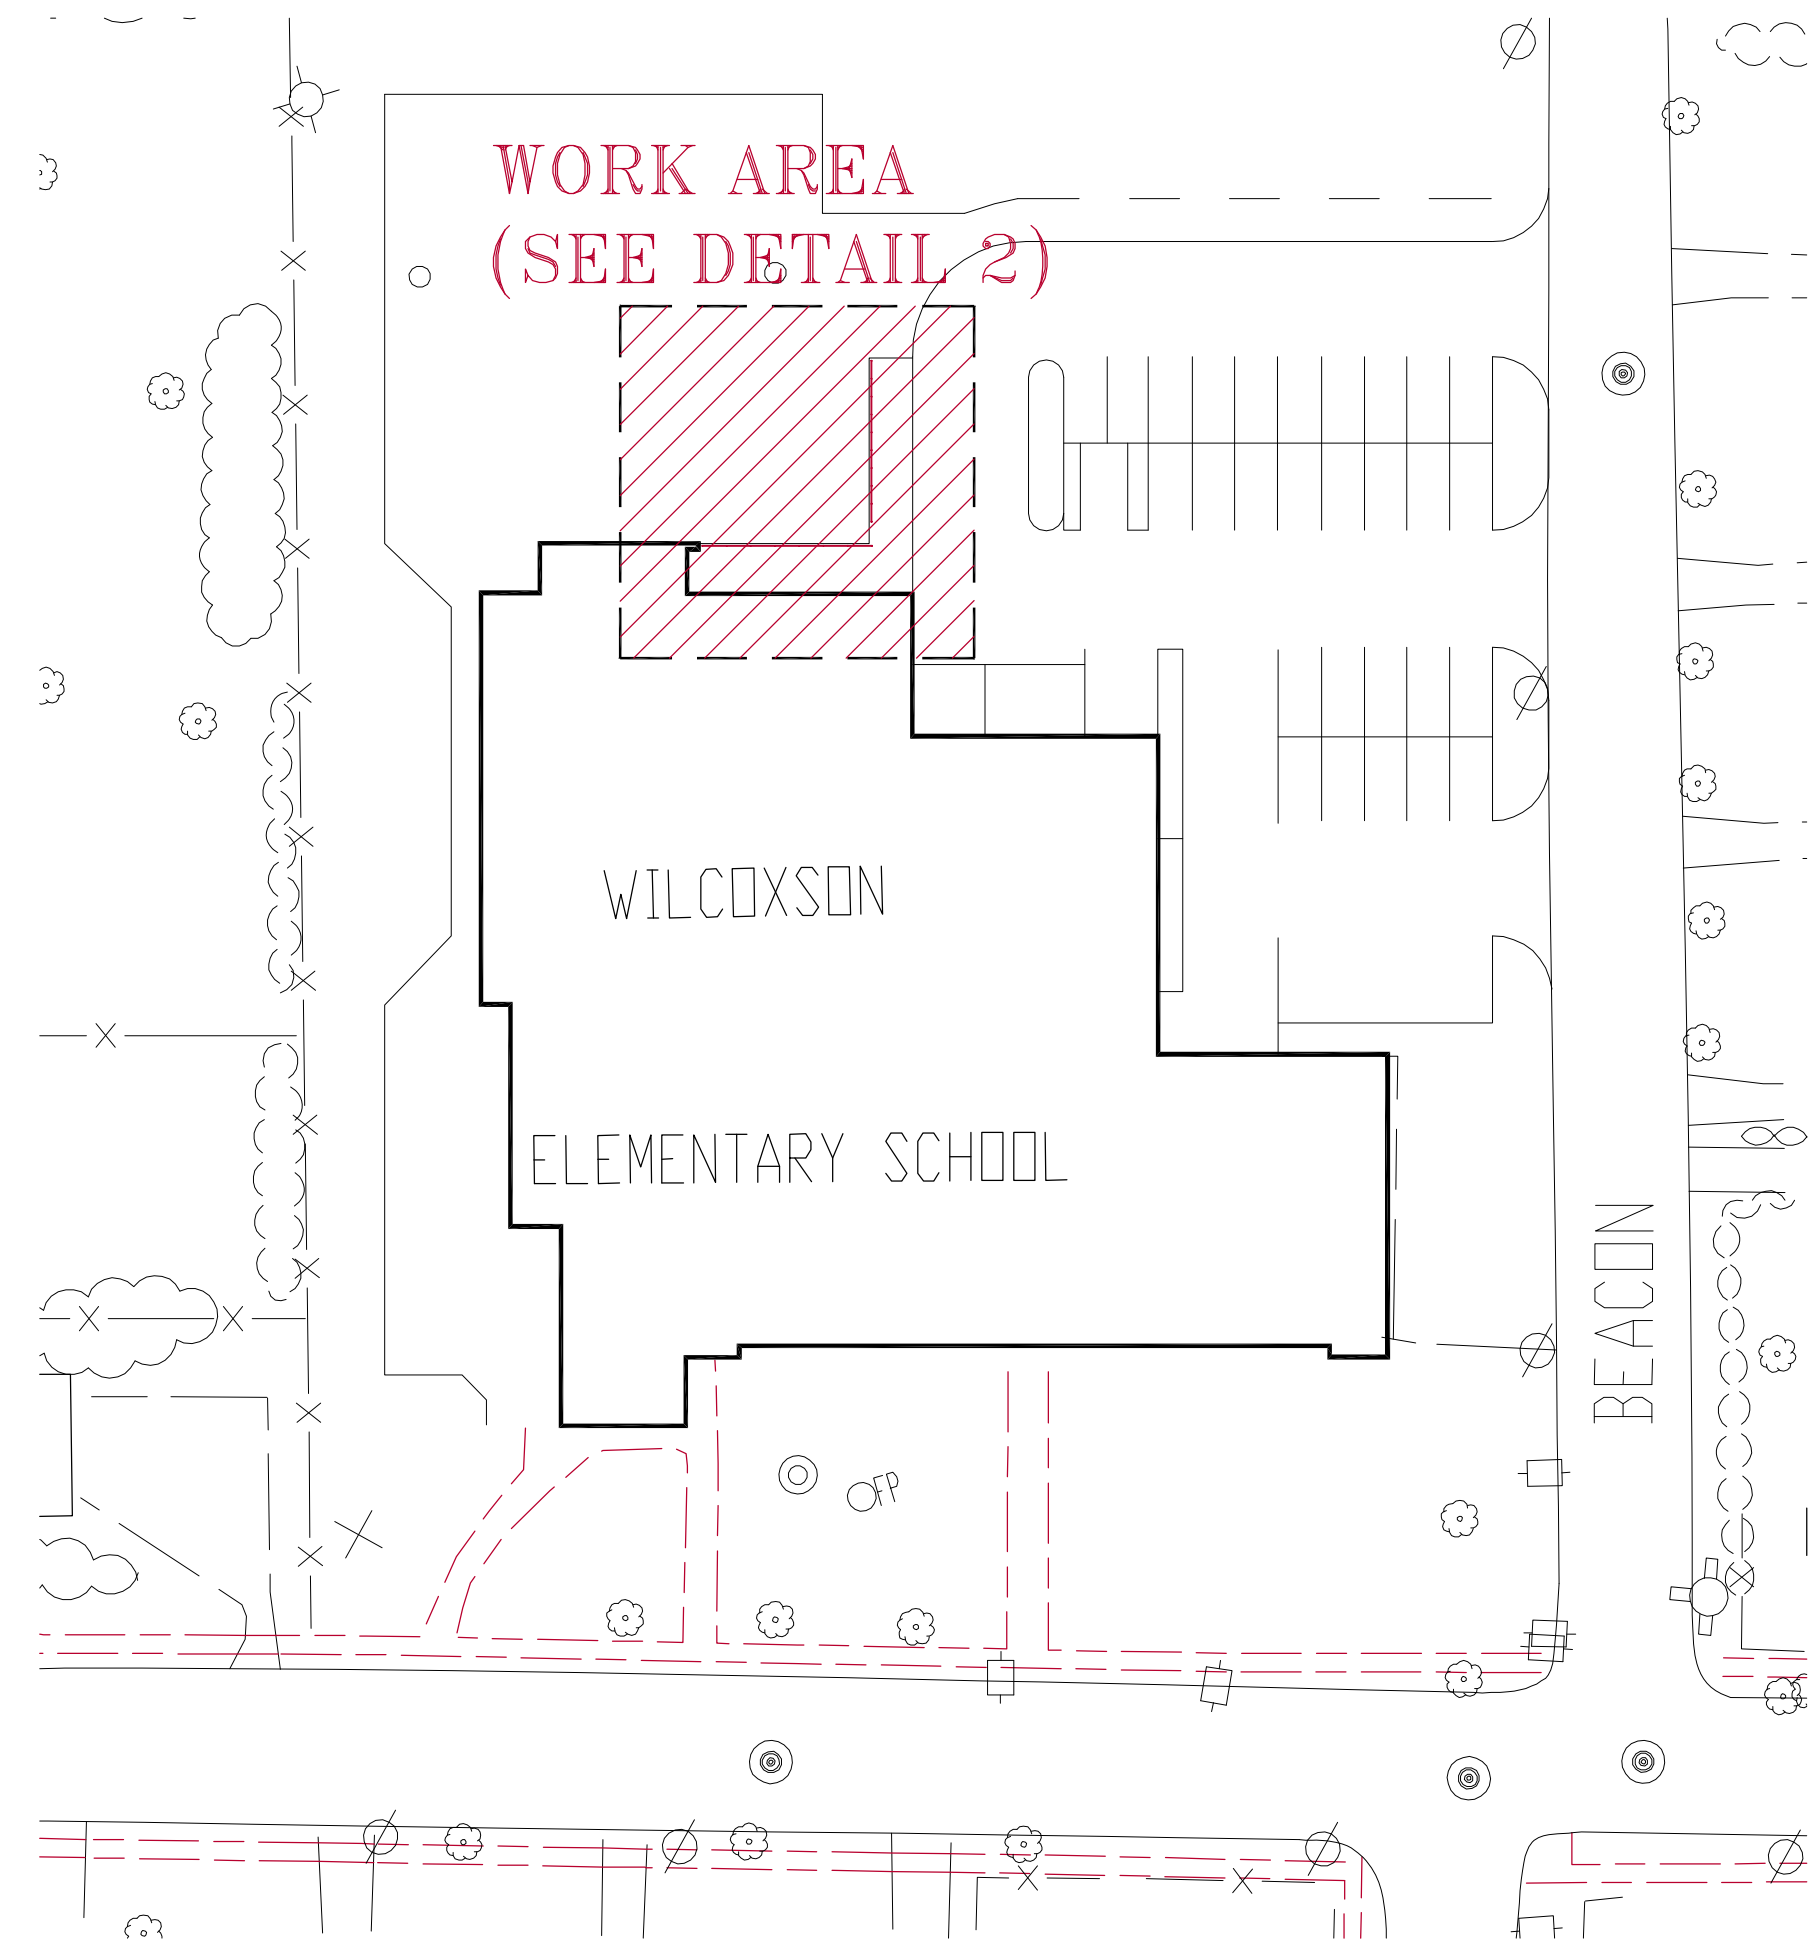 WORK AREA
(SEE DETAIL 2)
WILCOXSON
ELEMENTARY SCHOOL
BEACON
FP